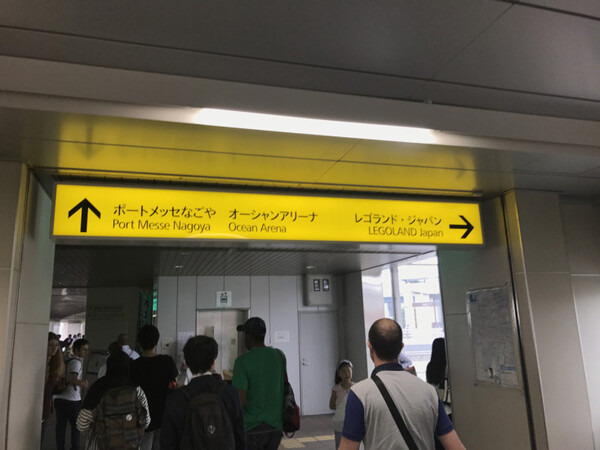 ポートメッセなごや オーシャンアリーナ レゴランド・ジャパン
Port Messe Nagoya Ocean Arena LEGOLAND Japan